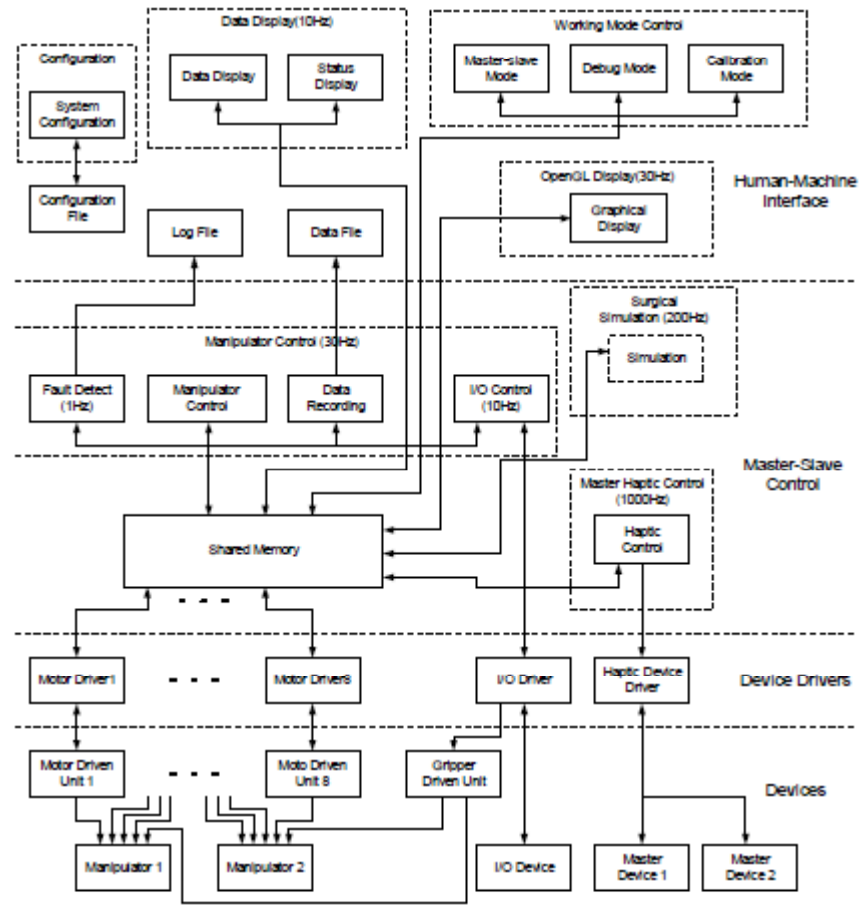 Data Display(10Hz)
Working Mode Control
Configuration
Data Display
Status
Display
Master-slave
Mode
Debug Mode
Calibration
Mode
System
Configuration
OpenGL Display(30Hz)
Human-Machine
Interface
Configuration
File
Graphical
Display
Log File
Data File
Surgical
Simulation (200Hz)
Manipulator Control (30Hz)
Simulation
Fault Detect
(1Hz)
Manipulator
Control
Data
Recording
I/O Control
(10Hz)
Master-Slave
Control
Master Haptic Control
(1000Hz)
Shared Memory
Haptic
Control
Motor Driver1
Motor Driver8
I/O Driver
Haptic Device
Driver
Device Drivers
Motor Driven
Unit 1
Moto Driven
Unit 8
Gripper
Driven Unit
Devices
Manipulator 1
Manipulator 2
I/O Device
Master
Device 1
Master
Device 2